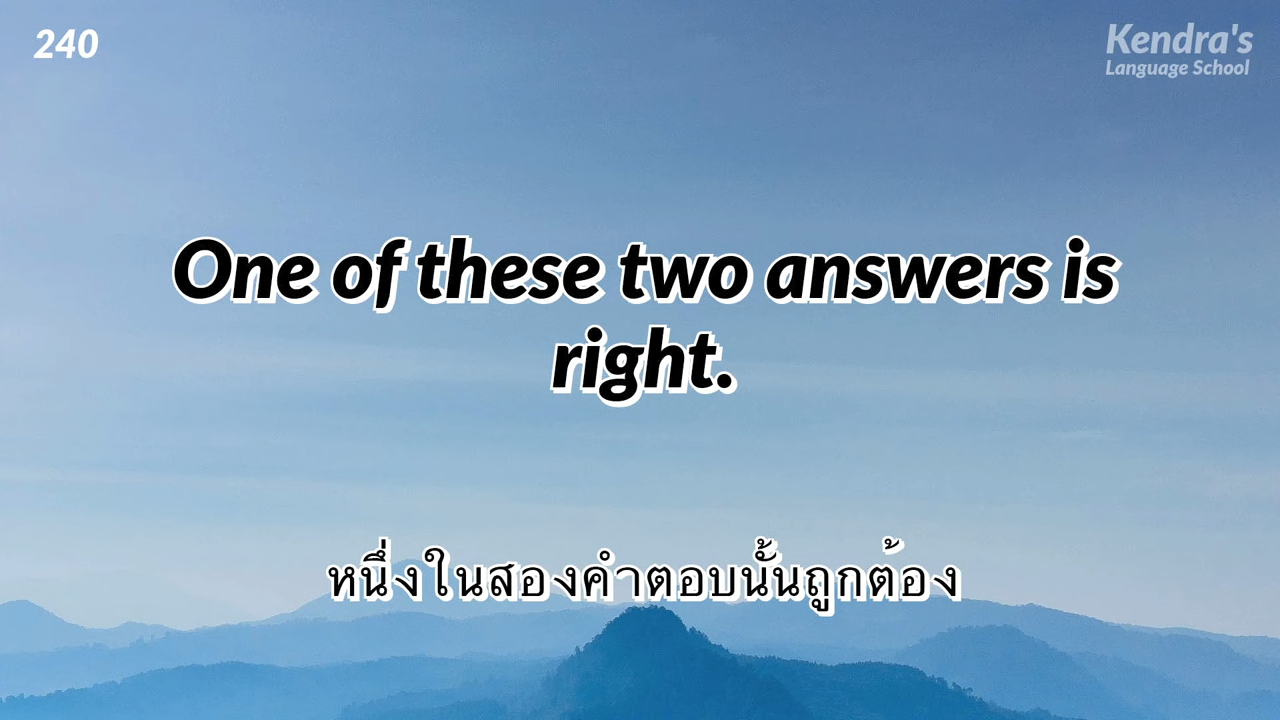 240
Kendra's
Language School
One of these two answers is
right.
หนึ่งในสองคำตอบนั้นถูกต้อง